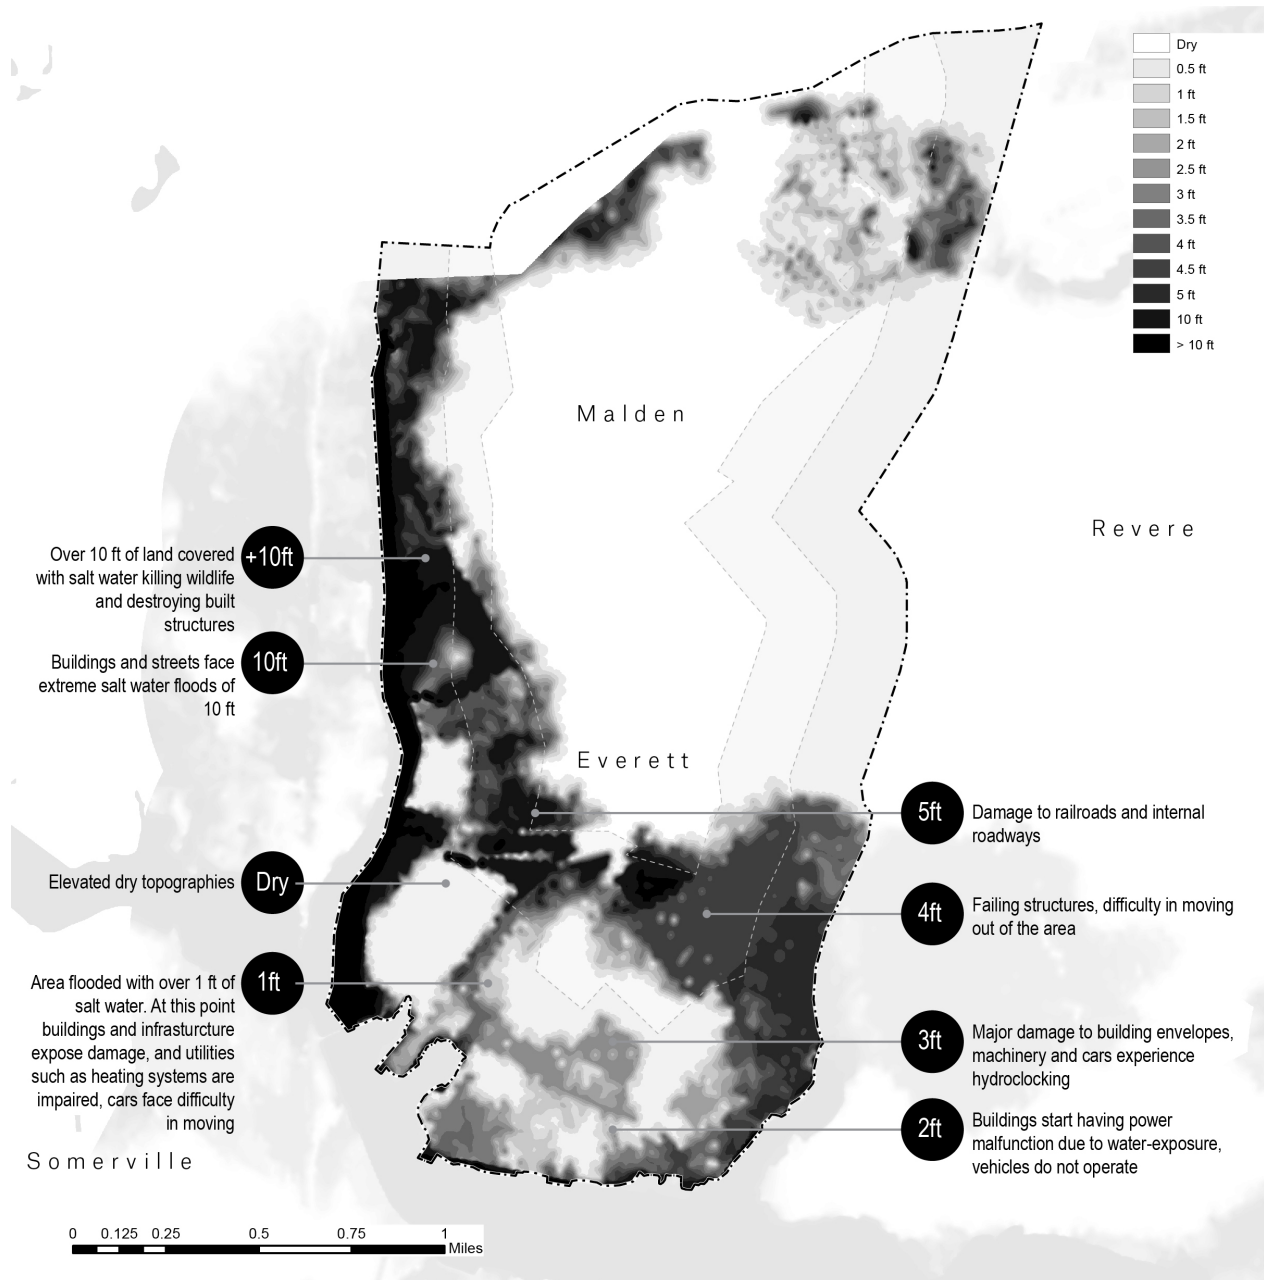 Dry
0.5 ft
1 ft
1.5 ft
2 ft
2.5 ft
3 ft
3.5 ft
4 ft
4.5 ft
5 ft
10 ft
> 10 ft
Malden
Revere
Everett
Somerville
+10ft
Over 10 ft of land covered
with salt water killing wildlife
and destroying built
structures
10ft
Buildings and streets face
extreme salt water floods of
10 ft
Dry
Elevated dry topographies
1ft
Area flooded with over 1 ft of
salt water. At this point
buildings and infrasturcture
expose damage, and utilities
such as heating systems are
impaired, cars face difficulty
in moving
5ft
Damage to railroads and internal
roadways
4ft
Failing structures, difficulty in moving
out of the area
3ft
Major damage to building envelopes,
machinery and cars experience
hydroclocking
2ft
Buildings start having power
malfunction due to water-exposure,
vehicles do not operate
0 0.125 0.25 0.5 0.75 1
Miles